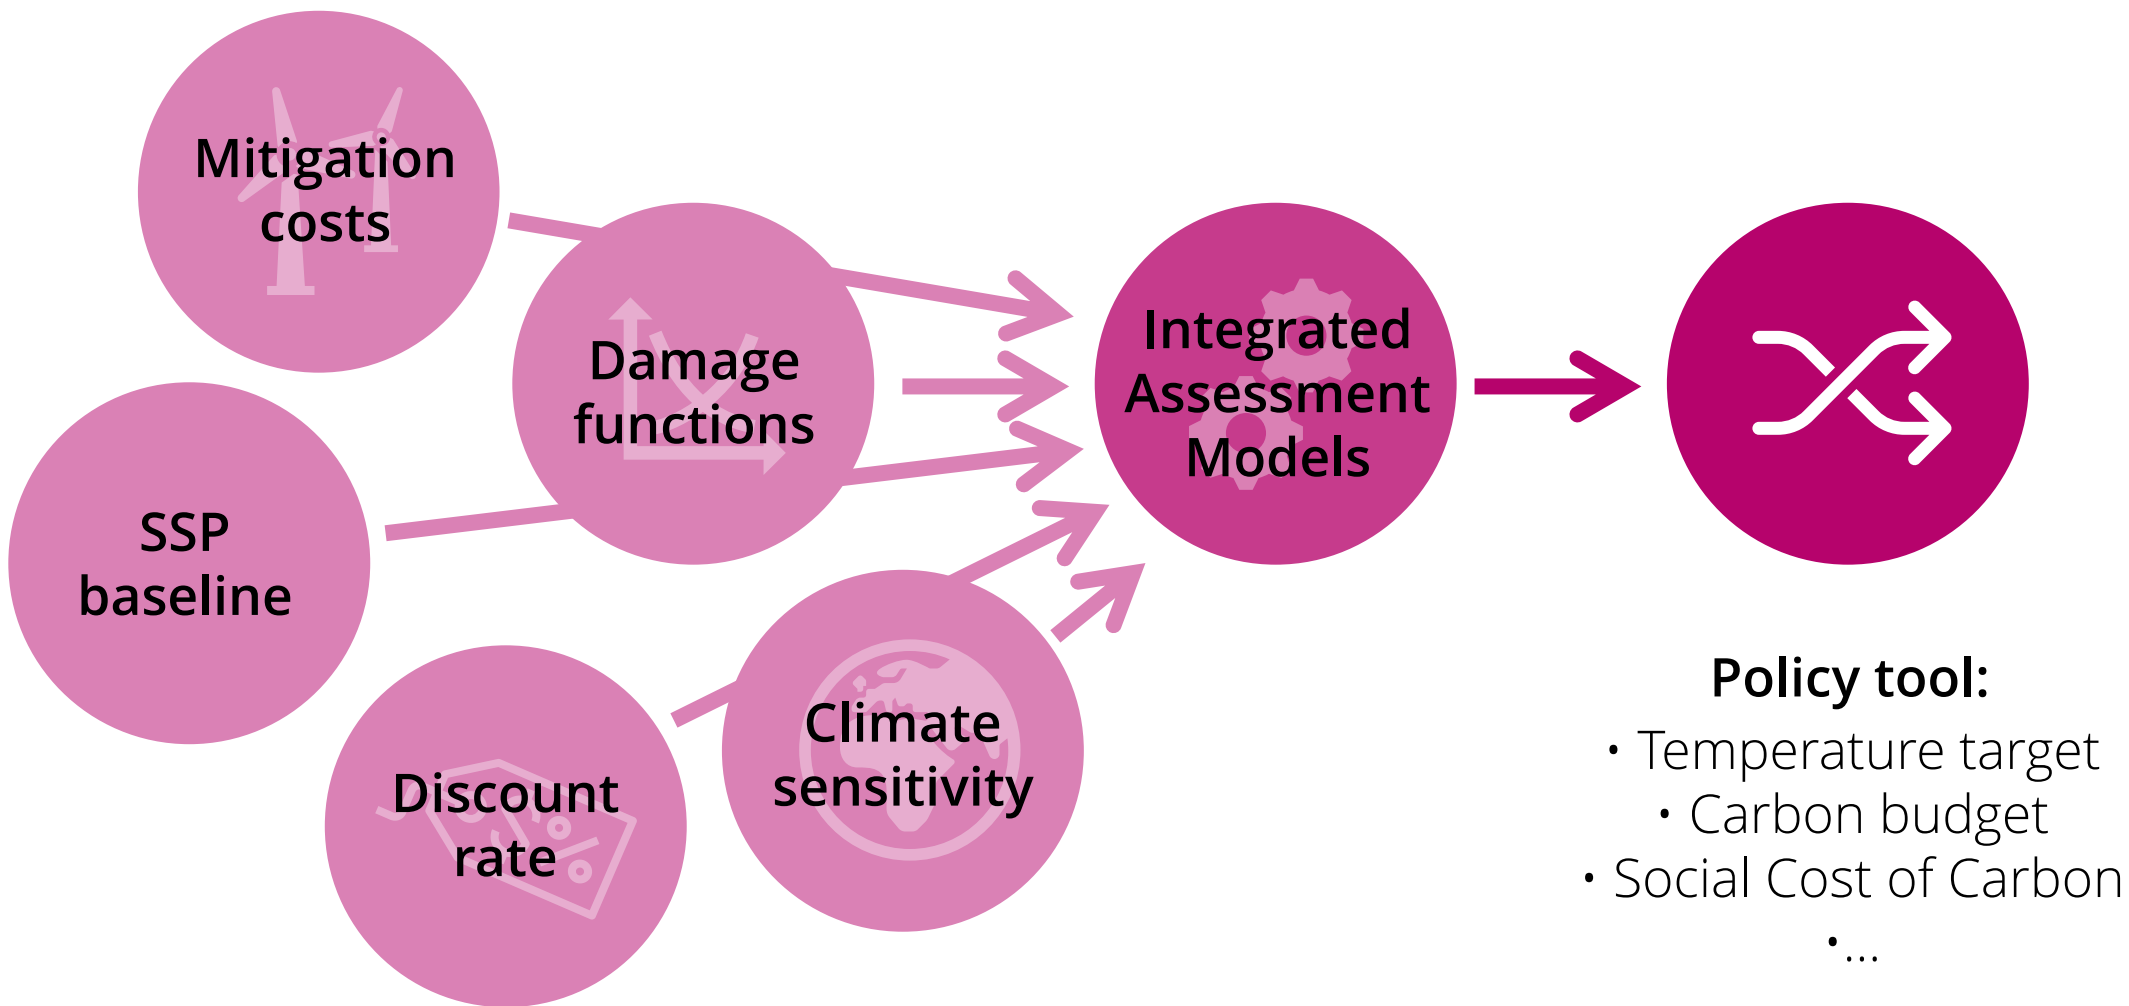 Mitigation
costs
Damage
functions
SSP
baseline
Discount
rate
Climate
sensitivity
Integrated
Assessment
Models
Policy tool:
• Temperature target
• Carbon budget
• Social Cost of Carbon
•...